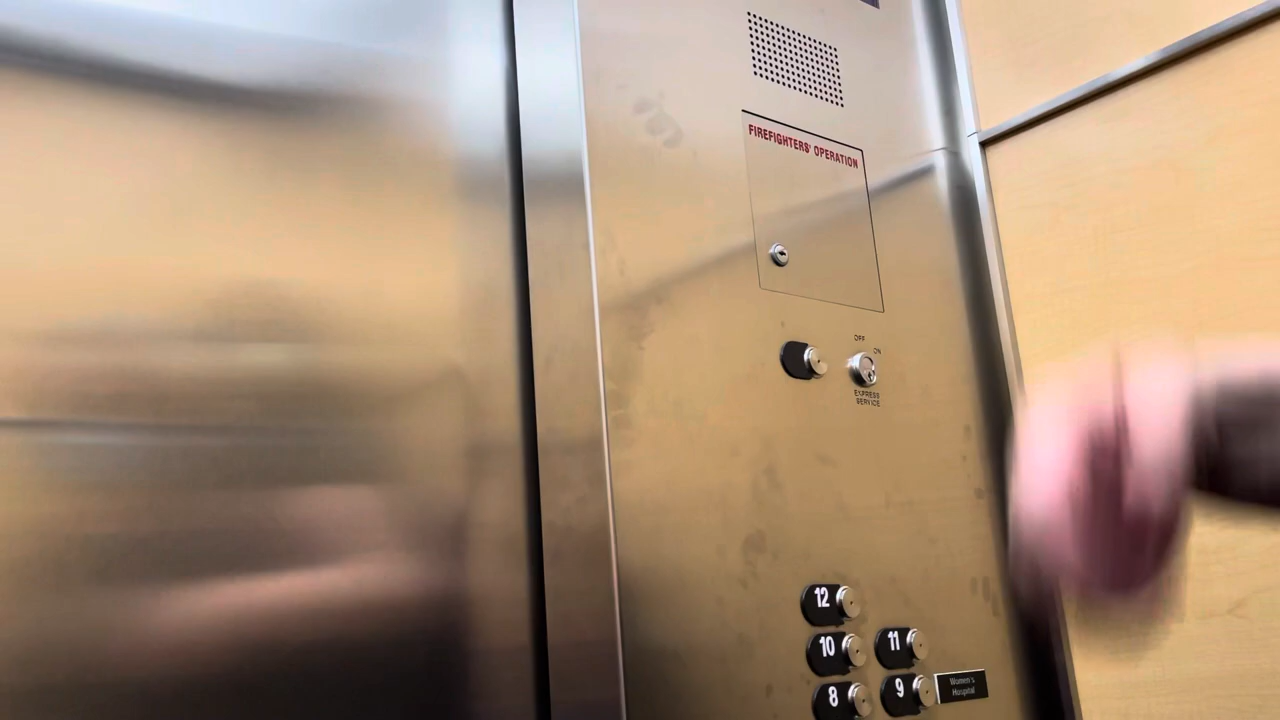 FIREFIGHTERS' OPERATION
OFF
ON
EXPRESS
SERVICE
12
10 11
8 9 Women's
Hospital